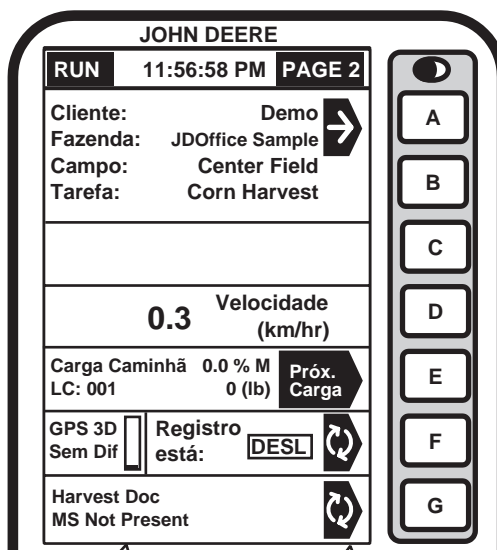 JOHN DEERE
RUN 11:56:58 PM PAGE 2
Cliente: Demo
Fazenda: JDOffice Sample
Campo: Center Field
Tarefa: Corn Harvest
0.3 Velocidade
(km/hr)
Carga Caminhã 0.0 % M Próx.
LC: 001 0 (lb) Carga
GPS 3D Registro
Sem Dif está: DESL
Harvest Doc
MS Not Present
A
B
C
D
E
F
G